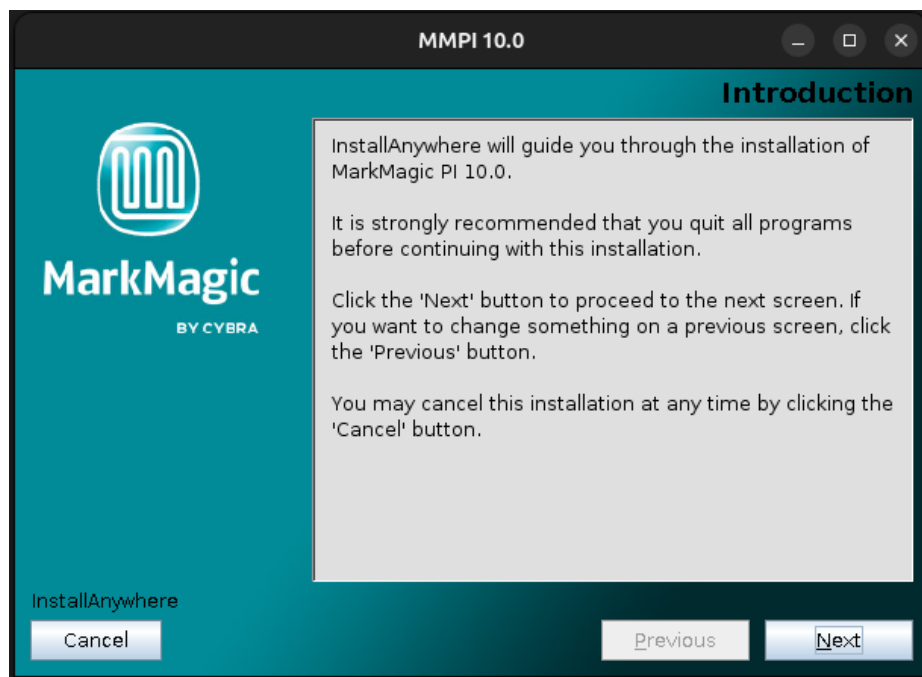 MMPI 10.0
Introduction
MarkMagic
BY CYBRA
InstallAnywhere will guide you through the installation of
MarkMagic PI 10.0.
It is strongly recommended that you quit all programs
before continuing with this installation.
Click the 'Next' button to proceed to the next screen. If
you want to change something on a previous screen, click
the 'Previous' button.
You may cancel this installation at any time by clicking the
'Cancel' button.
InstallAnywhere
Cancel
Previous
Next